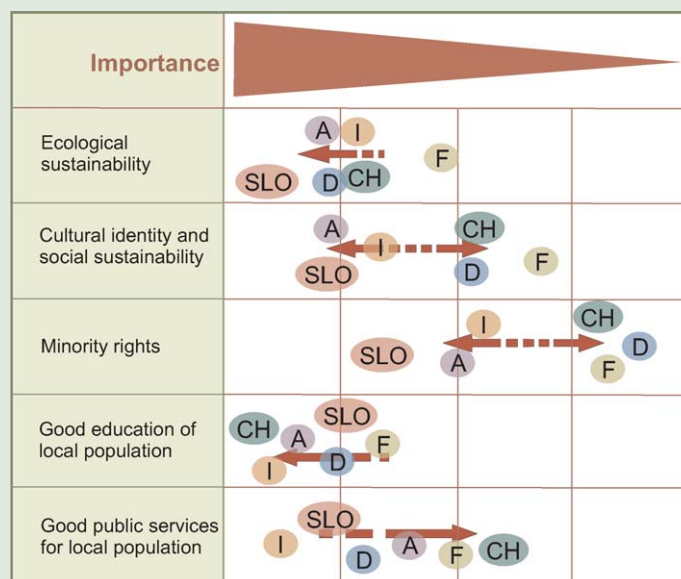 Importance
Ecological
sustainability
A I
F
SLO D CH
Cultural identity and
social sustainability
A CH
I
F
SLO D
Minority rights
I CH
D
SLO A F
Good education of
local population
SLO
CH A F
I D
Good public services
for local population
SLO
I A
D F CH